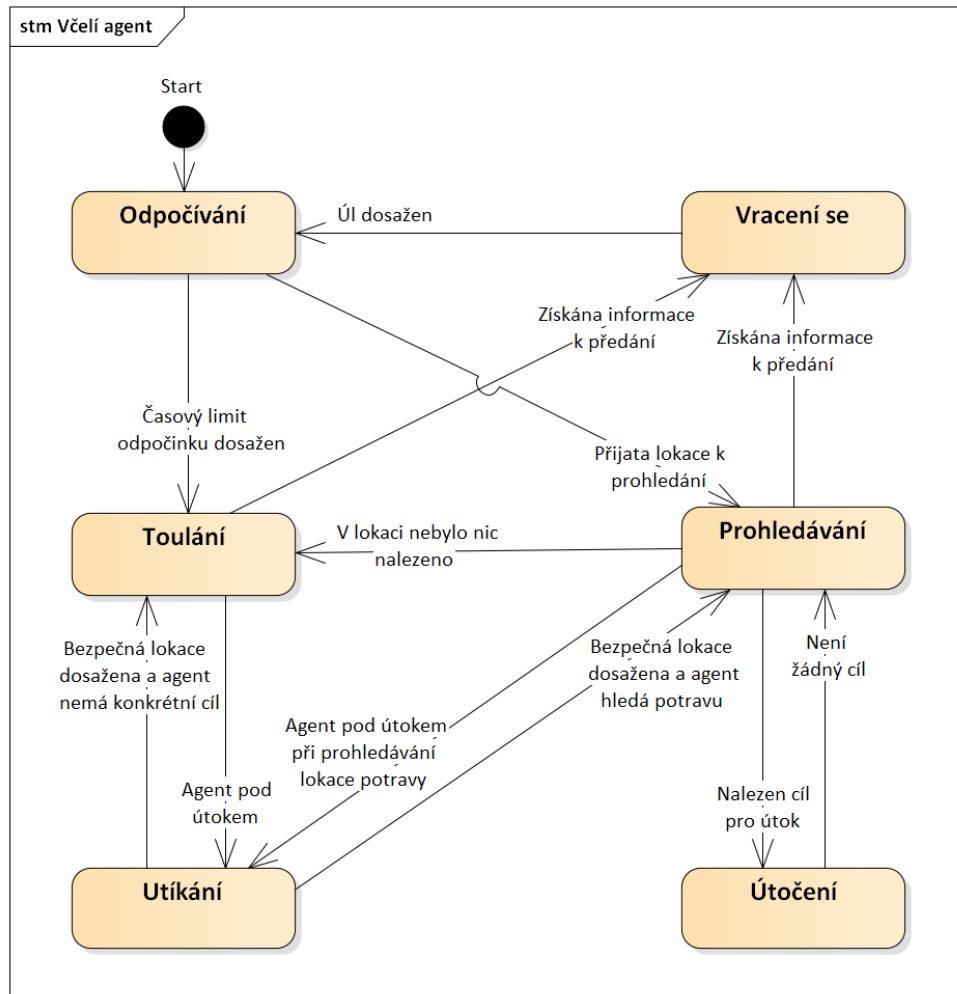 stm Včelí agent
Start
Odpočívání
Úl dosažen
Vracení se
Získána informace
k předání
Získána informace
k předání
Časový limit
odpočinku dosažen
Přijata lokace k
prohledání
Toulání
V lokaci nebylo nic
nalezeno
Prohledávání
Bezpečná lokace
dosažena a agent
nemá konkrétní cíl
Bezpečná lokace
dosažena a agent
hledá potravu
Není
žádný cíl
Agent pod útokem
při prohledávání
lokace potravy
Agent pod
útokem
Nalezen cíl
pro útok
Utíkání
Útočení